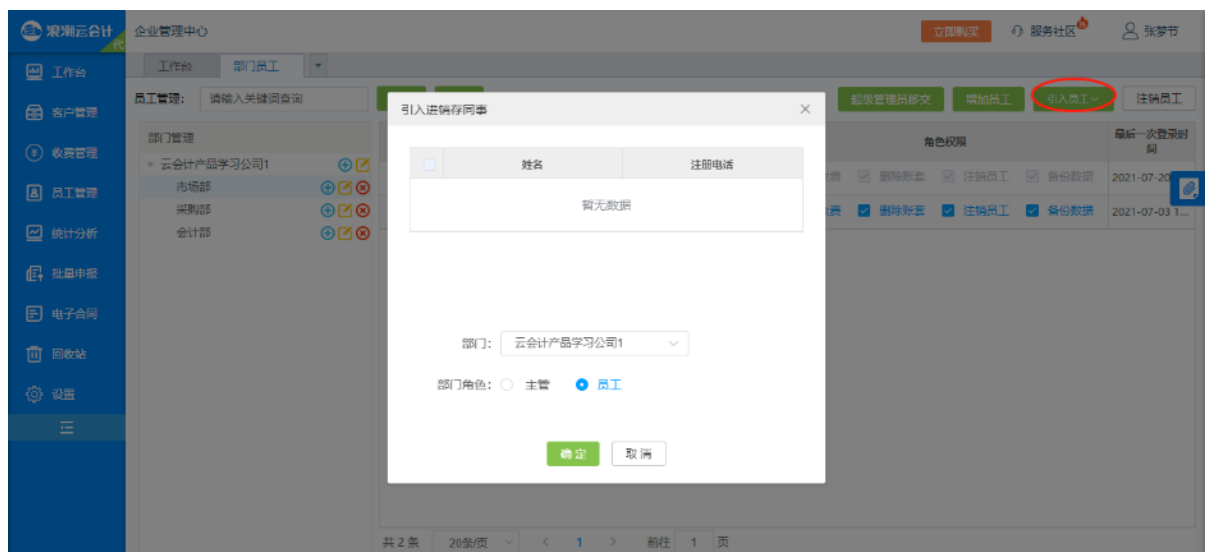 浪潮云会计
代
企业管理中心
立即购买
服务社区
张梦节
工作台
客户管理
收费管理
员工管理
统计分析
批量申报
电子合同
回收站
设置
工作台
部门员工
员工管理：
请输入关键词查询
超级管理员移交
增加员工
引入员工
注销员工
部门管理
云会计产品学习公司1
市场部
采购部
会计部
角色权限
最后一次登录时间
删除账套
注销员工
备份数据
2021-07-20
删除账套
注销员工
备份数据
2021-07-03 1...
引入进销存同事
姓名
注册电话
暂无数据
部门：
云会计产品学习公司1
部门角色：
主管
员工
确定
取消
共 2 条
20条/页
1
前往
1
页